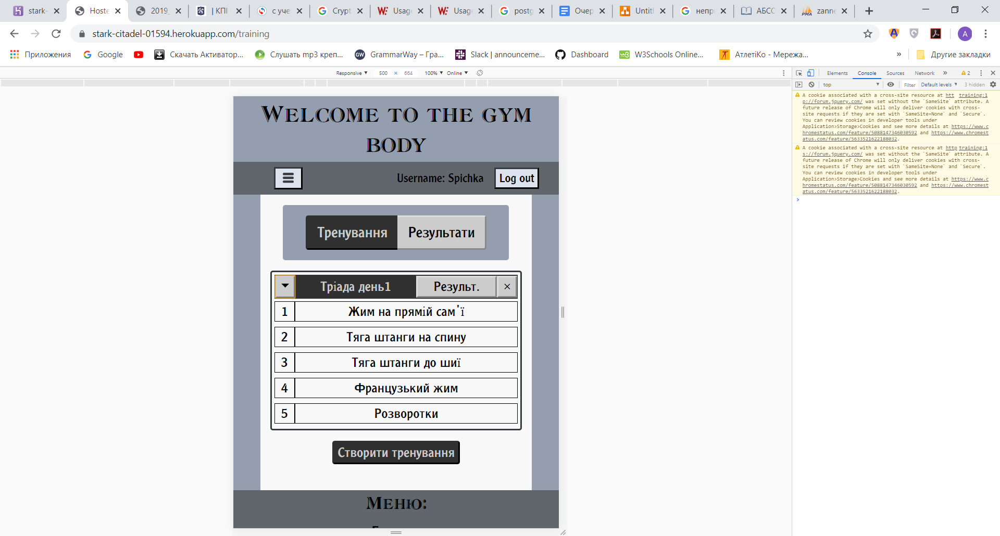 stark-
Hoste
2019_
| КПІ
с уче
Crypt
Usage
Usage
postg
Очер
Untitl
непр
АБСС
zanne
stark-citadel-01594.herokuapp.com/training
A
Приложения
Google
Скачать Активатор...
Слушать mp3 креп...
GrammarWay – Гра...
Slack | announceme...
Dashboard
W3Schools Online...
АтлетіКо - Мережа...
»
Другие закладки
Responsive
500 × 664
100%
Online
Elements
Console
Sources
Network
»
2
top
Filter
Default levels
3 hidden
A cookie associated with a cross-site resource at htt training:1
p://forum.jquery.com/ was set without the `SameSite` attribute. A
future release of Chrome will only deliver cookies with cross-
site requests if they are set with `SameSite=None` and `Secure`.
You can review cookies in developer tools under
Application>Storage>Cookies and see more details at https://www.c
hromestatus.com/feature/5088147346030592 and https://www.chromest
atus.com/feature/5633521622188032.
A cookie associated with a cross-site resource at http training:1
s://forum.jquery.com/ was set without the `SameSite` attribute. A
future release of Chrome will only deliver cookies with cross-
site requests if they are set with `SameSite=None` and `Secure`.
You can review cookies in developer tools under
Application>Storage>Cookies and see more details at https://www.c
hromestatus.com/feature/5088147346030592 and https://www.chromest
atus.com/feature/5633521622188032.
Welcome to the gym
body
Username: Spichka
Log out
Тренування
Результати
Тріада день1
Результ.
×
1 Жим на прямій сам'ї
2 Тяга штанги на спину
3 Тяга штанги до шиї
4 Французький жим
5 Розворотки
Створити тренування
Меню: